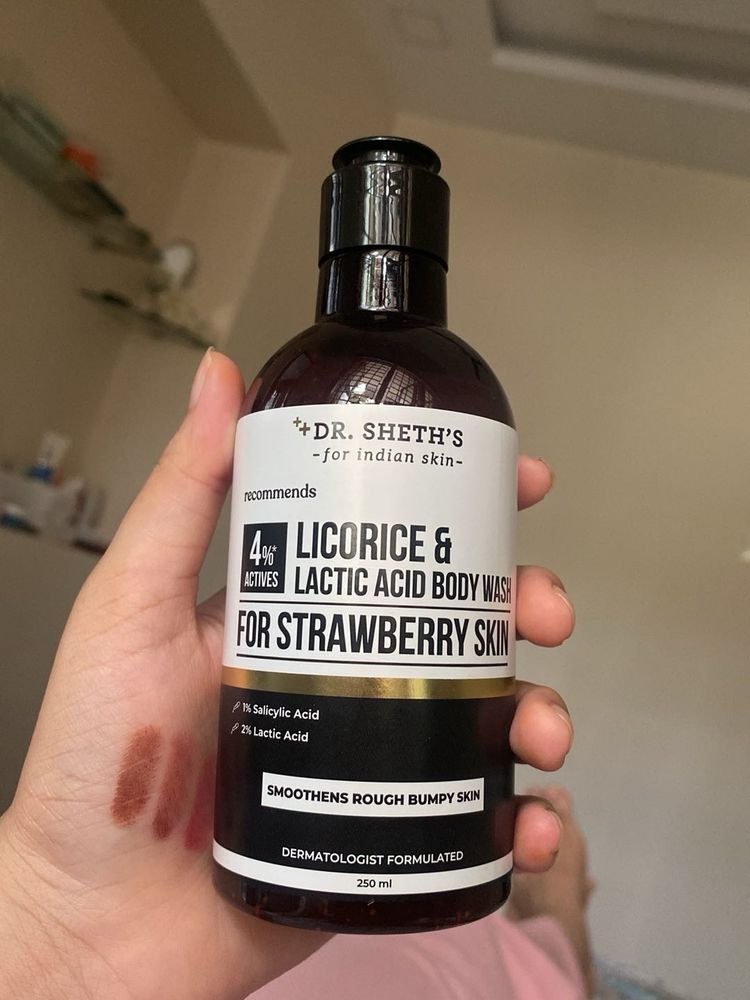 DR. SHETH'S
-for indian skin-
recommends
4%* ACTIVES
LICORICE &
LACTIC ACID BODY WASH
FOR STRAWBERRY SKIN
1% Salicylic Acid
2% Lactic Acid
SMOOTHENS ROUGH BUMPY SKIN
DERMATOLOGIST FORMULATED
250 ml